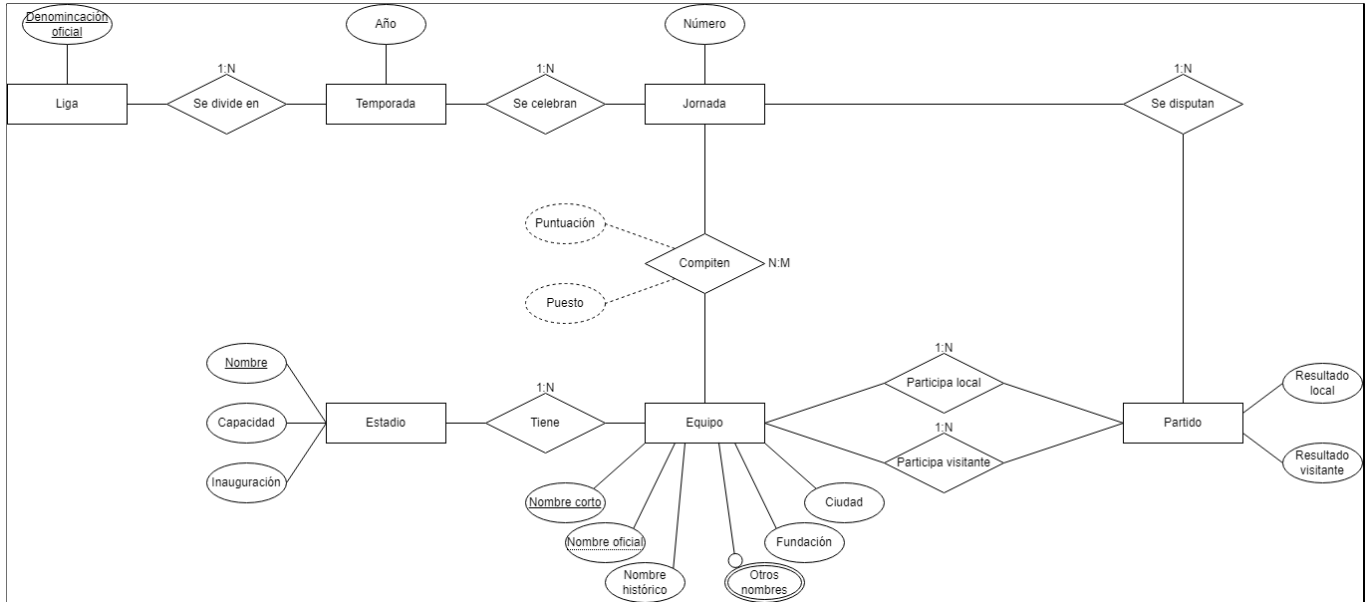 Denomincación
oficial
Año
Número
1:N
1:N
1:N
Liga
Se divide en
Temporada
Se celebran
Jornada
Se disputan
Puntuación
Compiten
N:M
Puesto
1:N
Nombre
Participa local
Resultado
local
1:N
Capacidad
Estadio
Tiene
Equipo
Partido
1:N
Participa visitante
Resultado
visitante
Inauguración
Nombre corto
Ciudad
Nombre oficial
Fundación
Nombre
histórico
Otros
nombres